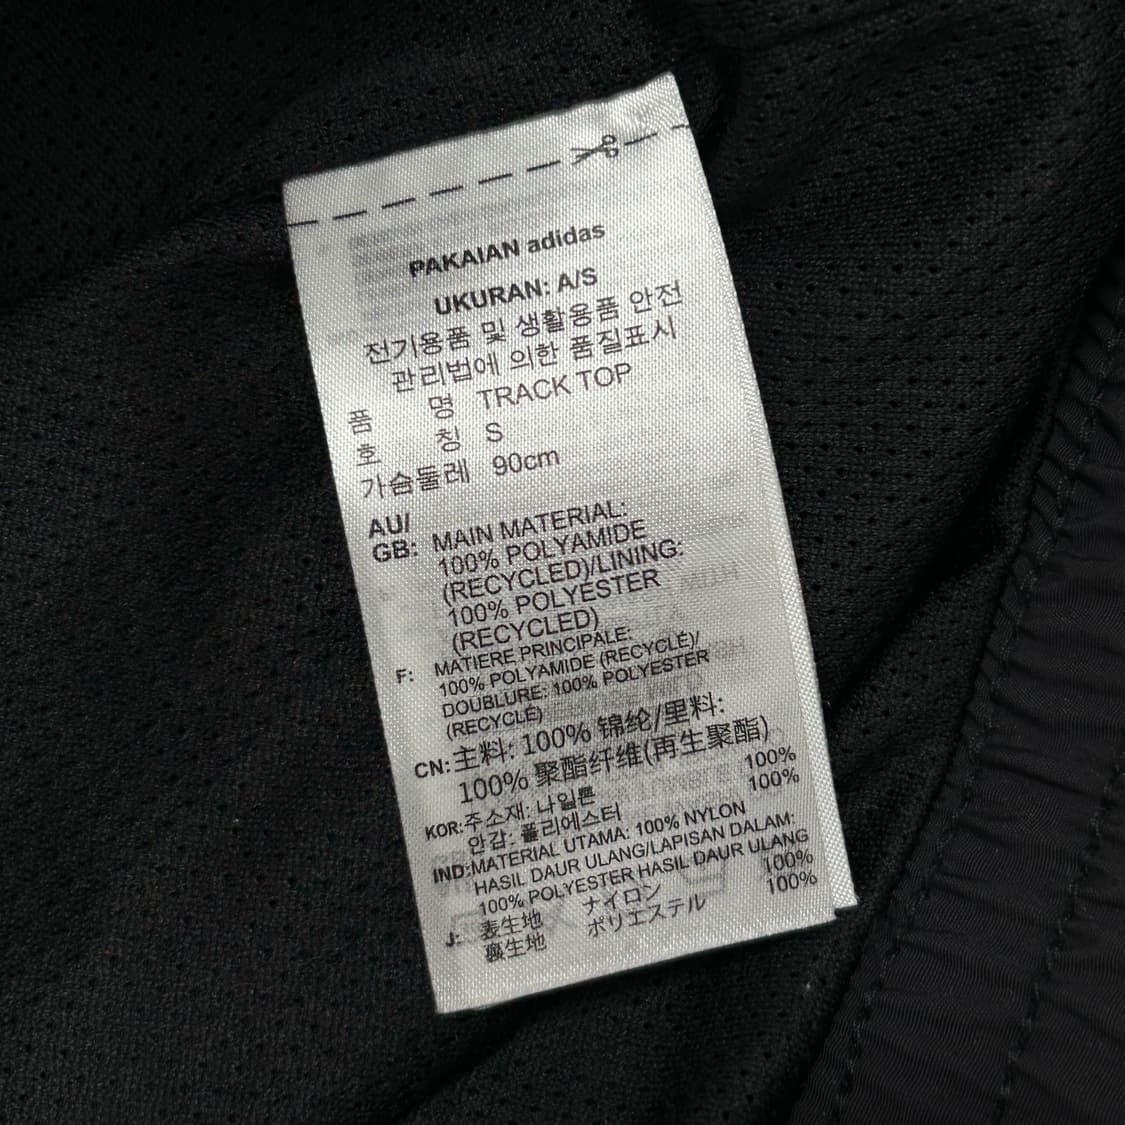 PAKAIAN adidas
UKURAN: A/S
전기용품 및 생활용품 안전
관리법에 의한 품질표시
품 명 TRACK TOP
호 칭 S
가슴둘레 90cm
AU/
GB: MAIN MATERIAL:
100% POLYAMIDE
(RECYCLED)/LINING:
100% POLYESTER
(RECYCLED)
F: MATIERE PRINCIPALE:
100% POLYAMIDE (RECYCLÉ)/
DOUBLURE: 100% POLYESTER
(RECYCLÉ)
CN: 主料: 100% 锦纶/里料:
100% 聚酯纤维(再生聚酯)
KOR: 주소재: 나일론 100%
안감: 폴리에스터 100%
IND: MATERIAL UTAMA: 100% NYLON
HASIL DAUR ULANG/LAPISAN DALAM:
100% POLYESTER HASIL DAUR ULANG
J: 表生地 ナイロン 100%
裏生地 ポリエステル 100%